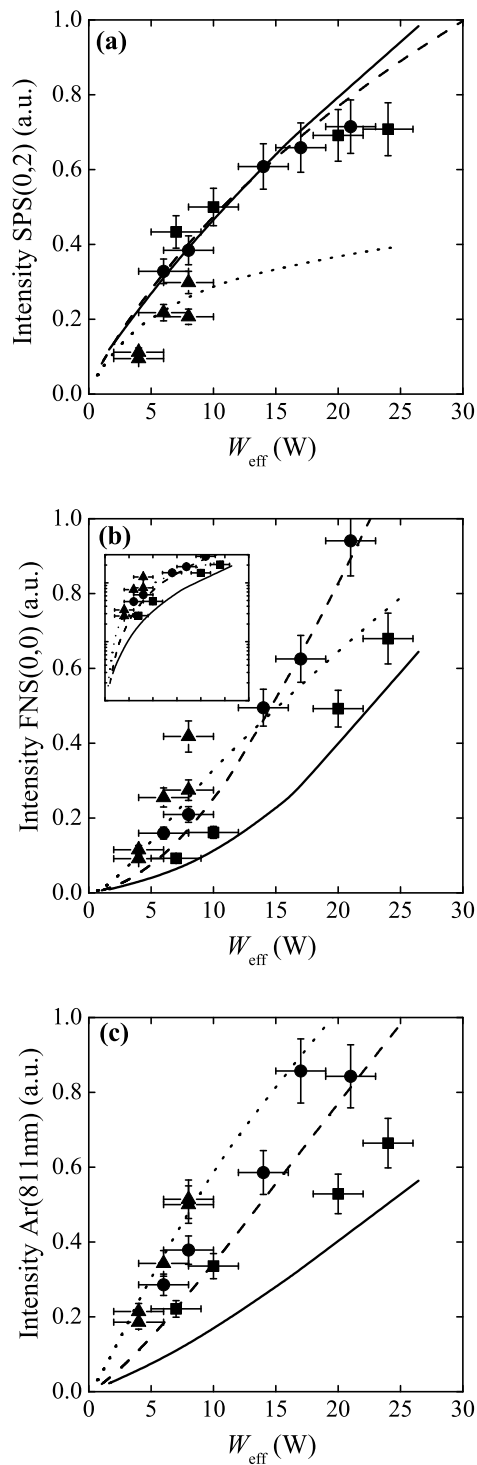 (a)
Intensity SPS(0,2) (a.u.)
1.0
0.8
0.6
0.4
0.2
0.0
0 5 10 15 20 25 30
W_eff (W)
(b)
Intensity FNS(0,0) (a.u.)
1.0
0.8
0.6
0.4
0.2
0.0
0 5 10 15 20 25 30
W_eff (W)
(c)
Intensity Ar(811nm) (a.u.)
1.0
0.8
0.6
0.4
0.2
0.0
0 5 10 15 20 25 30
W_eff (W)